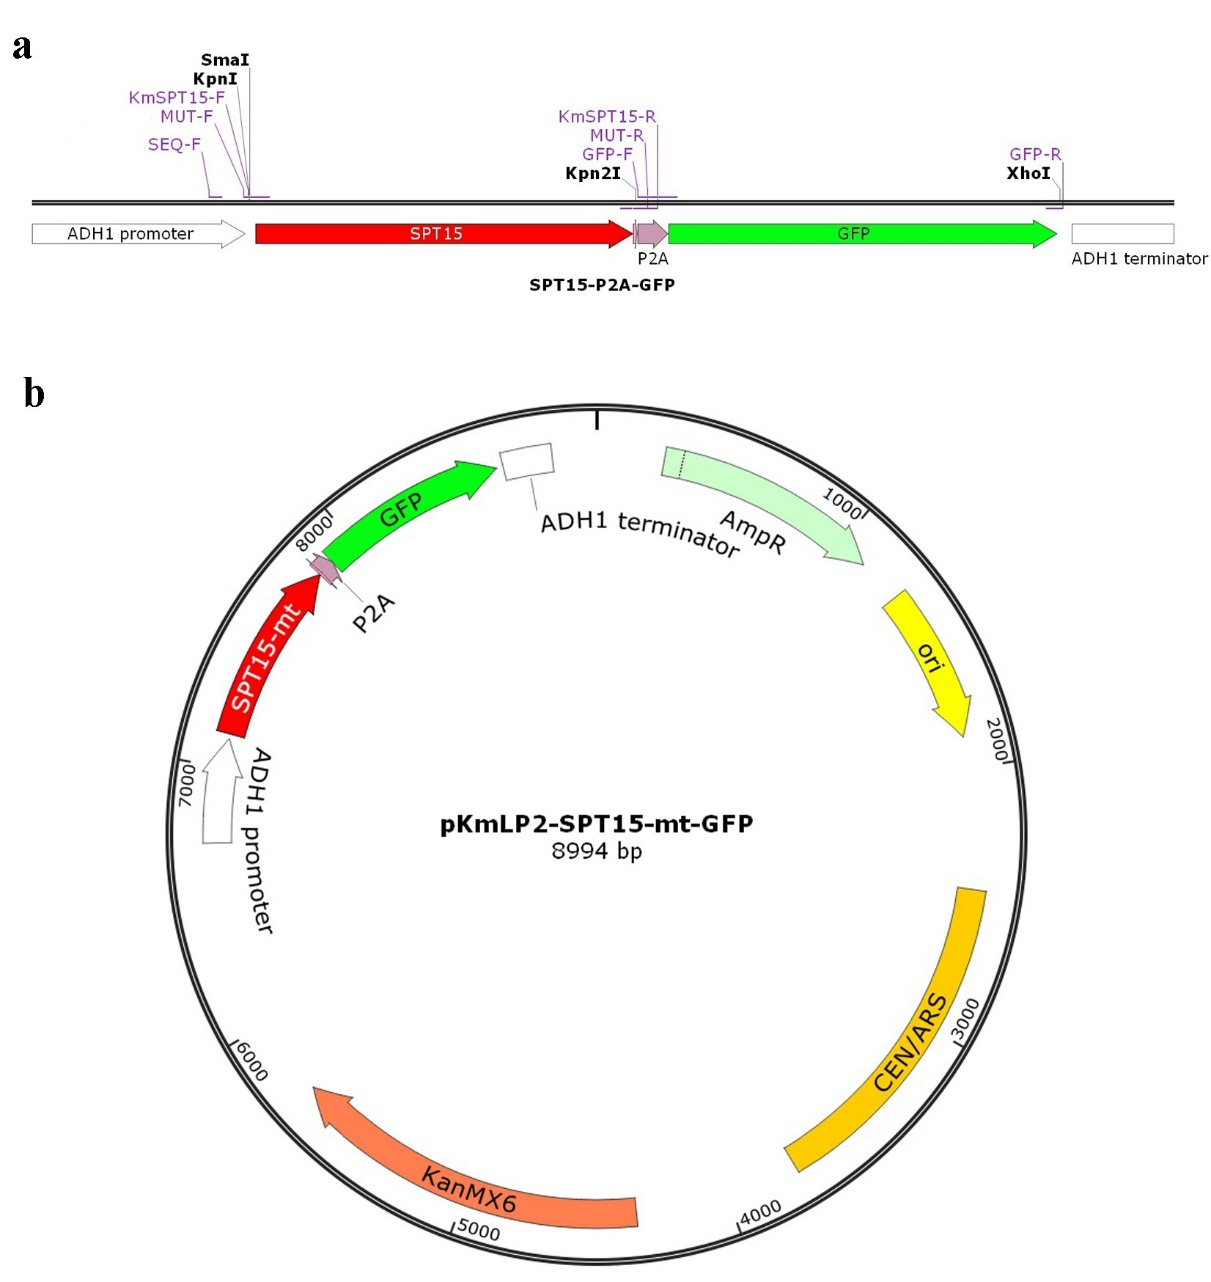 a
SmaI
KpnI
KmSPT15-F
MUT-F
SEQ-F
KmSPT15-R
MUT-R
GFP-F
Kpn2I
GFP-R
XhoI
ADH1 promoter
SPT15
GFP
P2A
ADH1 terminator
SPT15-P2A-GFP
b
GFP
ADH1 terminator
AmpR
1000
8000
P2A
ori
SPT15-mt
2000
7000
ADH1 promoter
pKmLP2-SPT15-mt-GFP
8994 bp
3000
CEN/ARS
6000
KanMX6
4000
5000